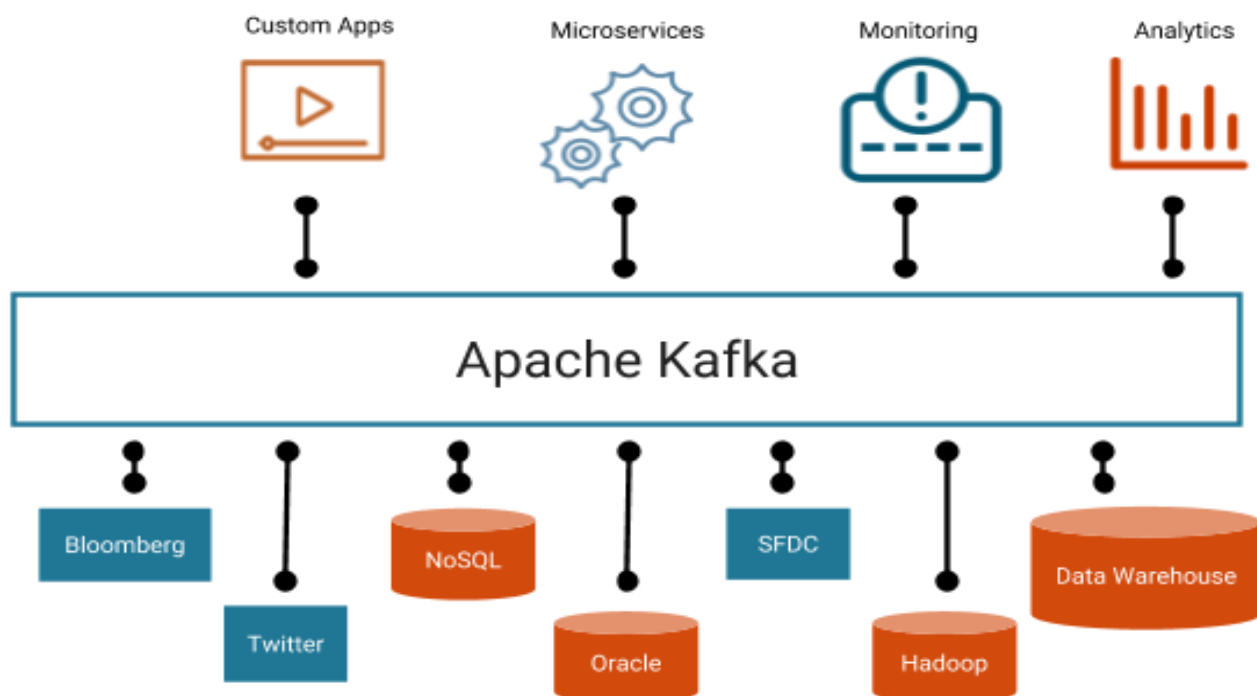 Custom Apps
Microservices
Monitoring
Analytics
Apache Kafka
Bloomberg
Twitter
NoSQL
Oracle
SFDC
Hadoop
Data Warehouse